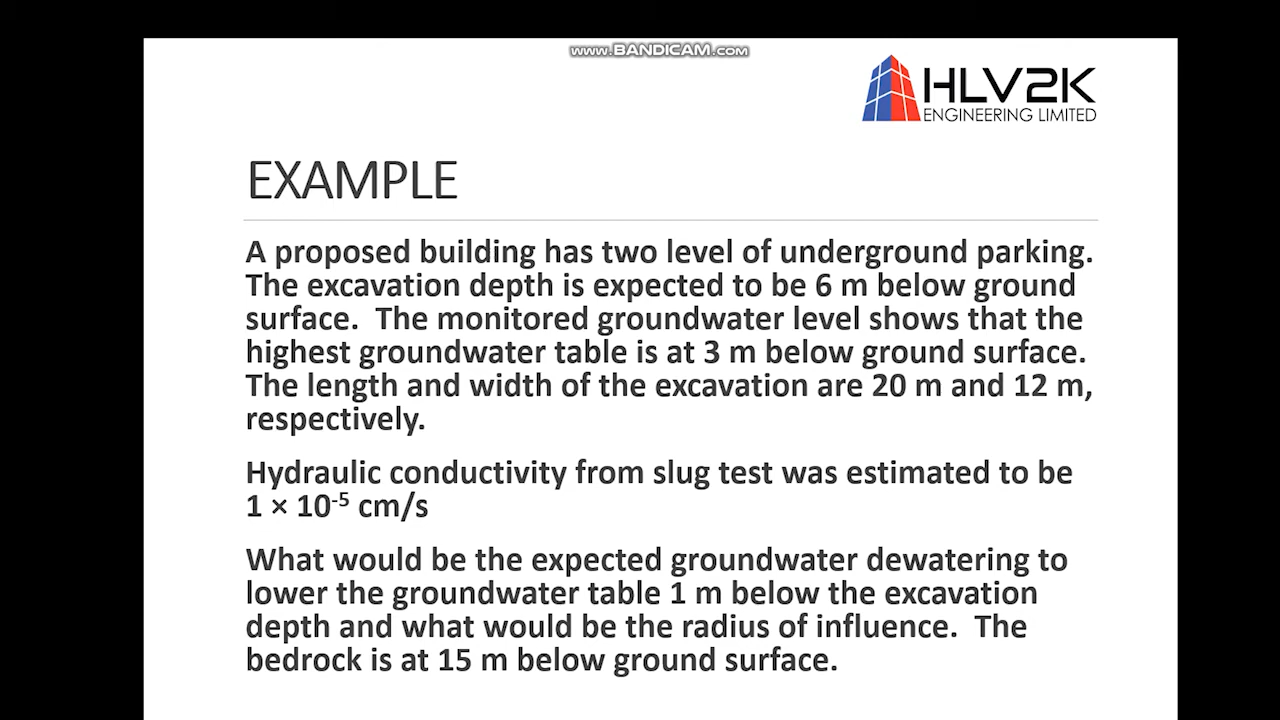 www.BANDICAM.com
HLV2K
ENGINEERING LIMITED
EXAMPLE
A proposed building has two level of underground parking.
The excavation depth is expected to be 6 m below ground
surface.  The monitored groundwater level shows that the
highest groundwater table is at 3 m below ground surface.
The length and width of the excavation are 20 m and 12 m,
respectively.
Hydraulic conductivity from slug test was estimated to be
1 × 10⁻⁵ cm/s
What would be the expected groundwater dewatering to
lower the groundwater table 1 m below the excavation
depth and what would be the radius of influence.  The
bedrock is at 15 m below ground surface.